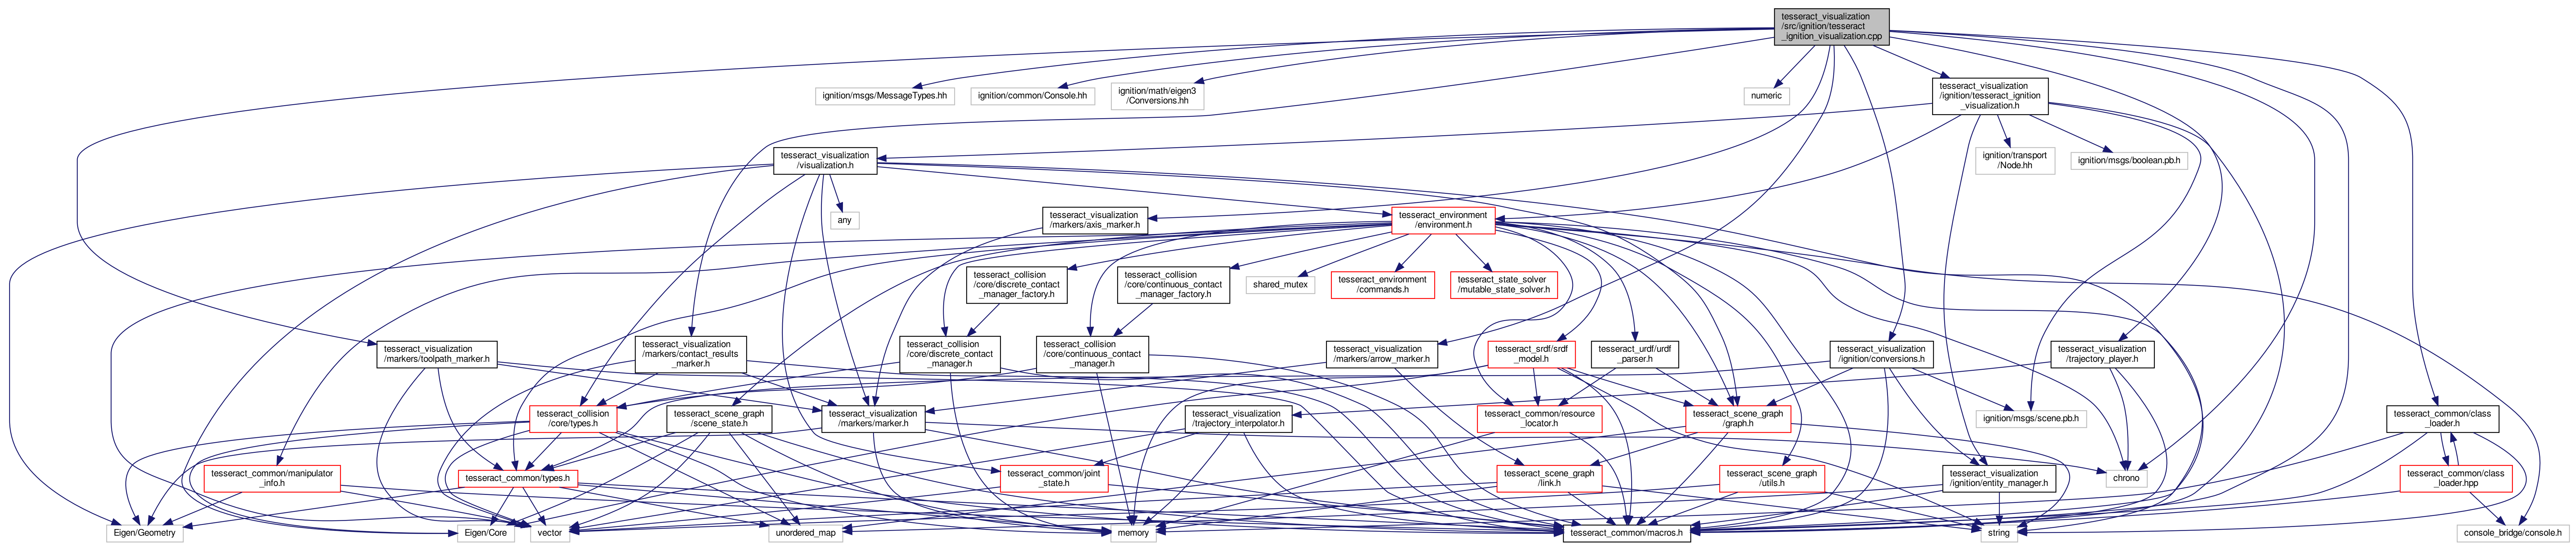 tesseract_visualization
/src/ignition/tesseract
_ignition_visualization.cpp
ignition/msgs/MessageTypes.hh
ignition/common/Console.hh
ignition/math/eigen3
/Conversions.hh
numeric
tesseract_visualization
/ignition/tesseract_ignition
_visualization.h
tesseract_visualization
/visualization.h
ignition/transport
/Node.hh
ignition/msgs/boolean.pb.h
any
tesseract_visualization
/markers/axis_marker.h
tesseract_environment
/environment.h
tesseract_collision
/core/discrete_contact
_manager_factory.h
tesseract_collision
/core/continuous_contact
_manager_factory.h
shared_mutex
tesseract_environment
/commands.h
tesseract_state_solver
/mutable_state_solver.h
tesseract_visualization
/markers/toolpath_marker.h
tesseract_visualization
/markers/contact_results
_marker.h
tesseract_collision
/core/discrete_contact
_manager.h
tesseract_collision
/core/continuous_contact
_manager.h
tesseract_visualization
/markers/arrow_marker.h
tesseract_srdf/srdf
_model.h
tesseract_urdf/urdf
_parser.h
tesseract_visualization
/ignition/conversions.h
tesseract_visualization
/trajectory_player.h
tesseract_collision
/core/types.h
tesseract_scene_graph
/scene_state.h
tesseract_visualization
/markers/marker.h
tesseract_visualization
/trajectory_interpolator.h
tesseract_common/resource
_locator.h
tesseract_scene_graph
/graph.h
ignition/msgs/scene.pb.h
tesseract_common/class
_loader.h
tesseract_common/manipulator
_info.h
tesseract_common/types.h
tesseract_common/joint
_state.h
tesseract_scene_graph
/link.h
tesseract_scene_graph
/utils.h
tesseract_visualization
/ignition/entity_manager.h
chrono
tesseract_common/class
_loader.hpp
Eigen/Geometry
Eigen/Core
vector
unordered_map
memory
tesseract_common/macros.h
string
console_bridge/console.h